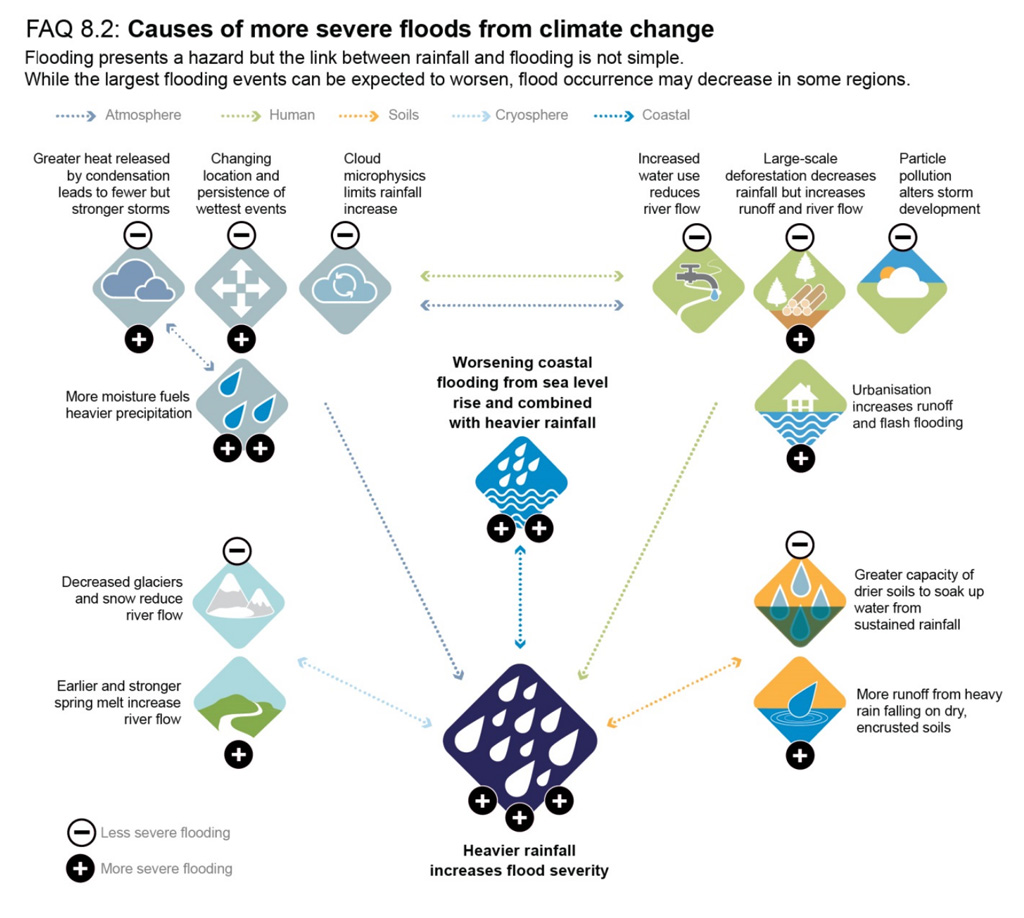 FAQ 8.2: Causes of more severe floods from climate change
Flooding presents a hazard but the link between rainfall and flooding is not simple.
While the largest flooding events can be expected to worsen, flood occurrence may decrease in some regions.
Atmosphere
Human
Soils
Cryosphere
Coastal
Greater heat released
by condensation
leads to fewer but
stronger storms
Changing
location and
persistence of
wettest events
Cloud
microphysics
limits rainfall
increase
Increased
water use
reduces
river flow
Large-scale
deforestation decreases
rainfall but increases
runoff and river flow
Particle
pollution
alters storm
development
More moisture fuels
heavier precipitation
Worsening coastal
flooding from sea level
rise and combined
with heavier rainfall
Urbanisation
increases runoff
and flash flooding
Decreased glaciers
and snow reduce
river flow
Greater capacity of
drier soils to soak up
water from
sustained rainfall
Earlier and stronger
spring melt increase
river flow
More runoff from heavy
rain falling on dry,
encrusted soils
Less severe flooding
More severe flooding
Heavier rainfall
increases flood severity